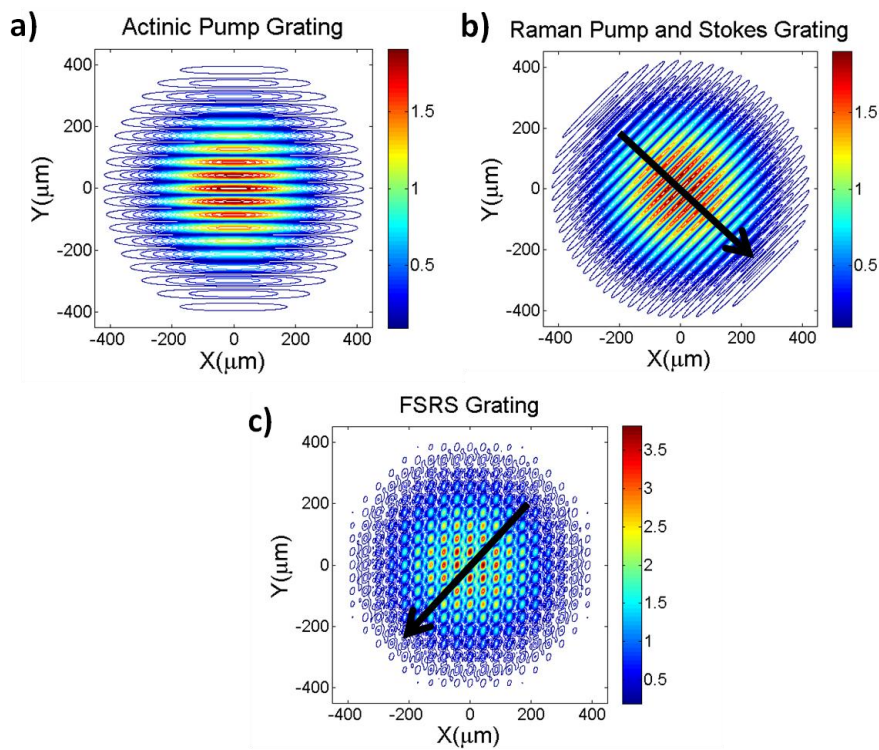 a)
Actinic Pump Grating
400
200
0
-200
-400
Y(μm)
-400 -200 0 200 400
X(μm)
1.5
1
0.5
b)
Raman Pump and Stokes Grating
400
200
0
-200
-400
Y(μm)
-400 -200 0 200 400
X(μm)
1.5
1
0.5
c)
FSRS Grating
400
200
0
-200
-400
Y(μm)
-400 -200 0 200 400
X(μm)
3.5
3
2.5
2
1.5
1
0.5